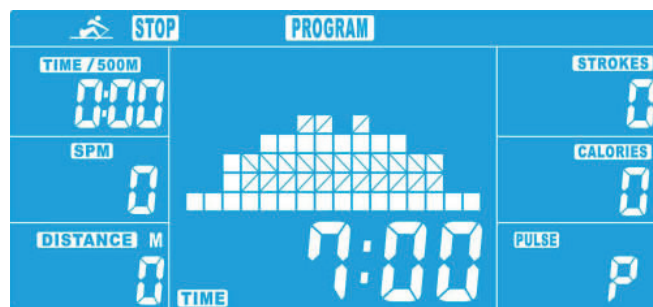 STOP PROGRAM
TIME / 500M
0:00
SPM
0
DISTANCE M
0
TIME 7:00
STROKES
0
CALORIES
0
PULSE
P